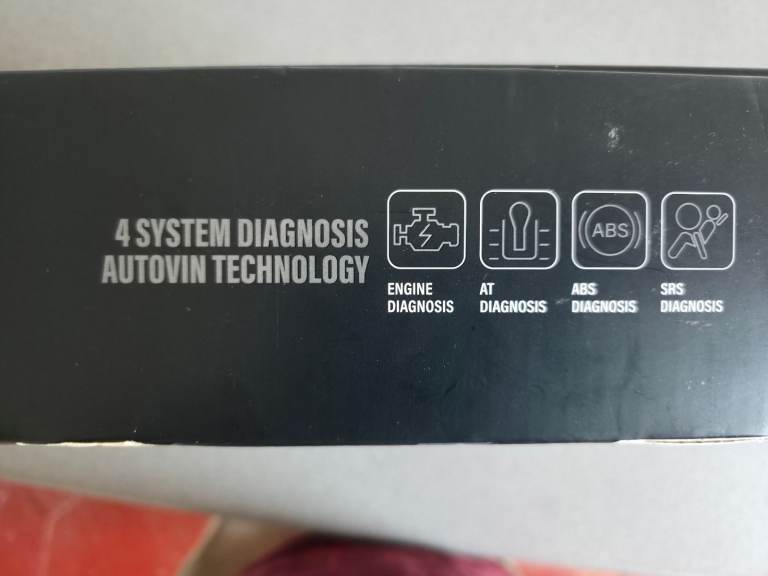 4 SYSTEM DIAGNOSIS
AUTOVIN TECHNOLOGY
ENGINE
DIAGNOSIS
AT
DIAGNOSIS
ABS
ABS
DIAGNOSIS
SRS
DIAGNOSIS